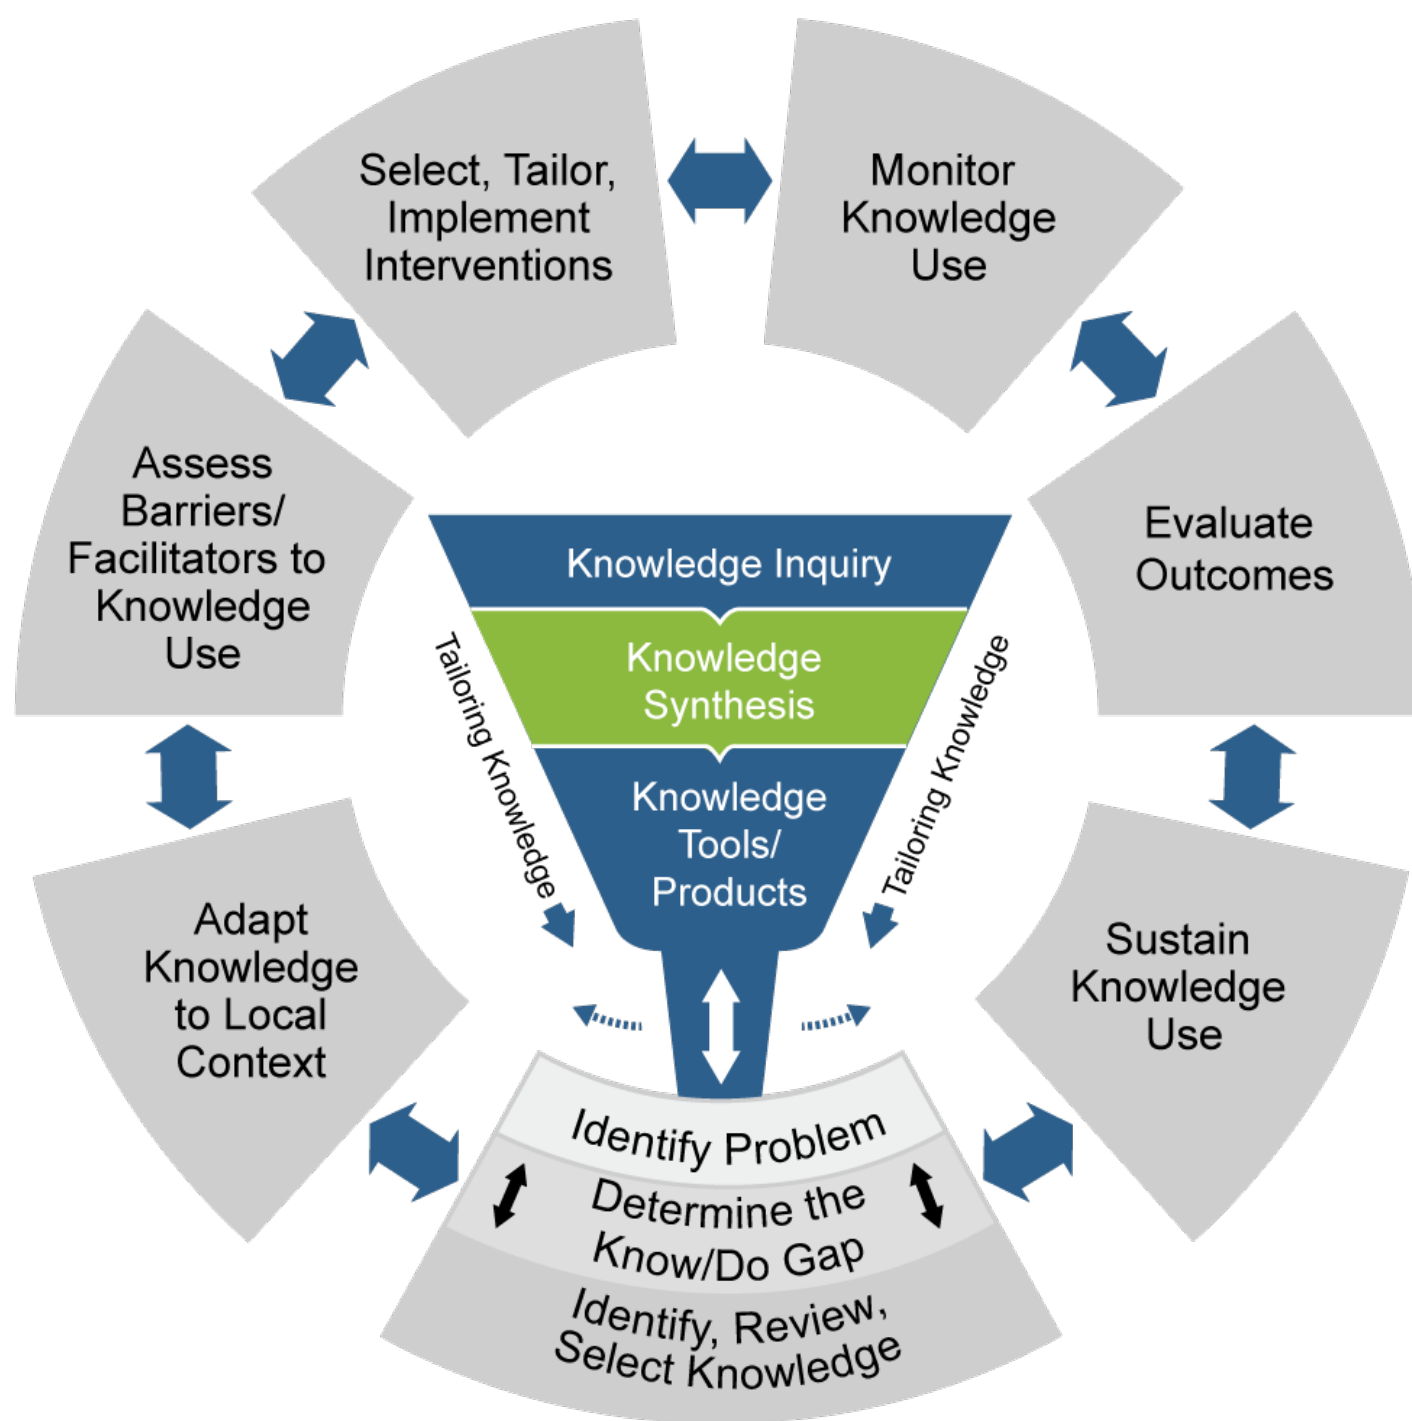 Select, Tailor,
Implement
Interventions
Monitor
Knowledge
Use
Assess
Barriers/
Facilitators to
Knowledge
Use
Evaluate
Outcomes
Knowledge Inquiry
Knowledge
Synthesis
Knowledge
Tools/
Products
Tailoring Knowledge
Tailoring Knowledge
Adapt
Knowledge
to Local
Context
Sustain
Knowledge
Use
Identify Problem
Determine the
Know/Do Gap
Identify, Review,
Select Knowledge